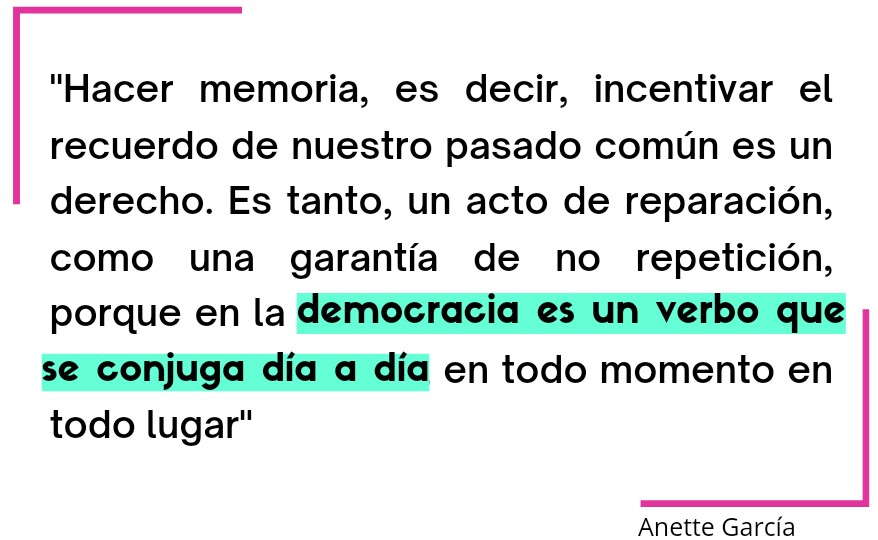 "Hacer memoria, es decir, incentivar el
recuerdo de nuestro pasado común es un
derecho. Es tanto, un acto de reparación,
como una garantía de no repetición,
porque en la democracia es un verbo que
se conjuga día a día en todo momento en
todo lugar"
Anette García